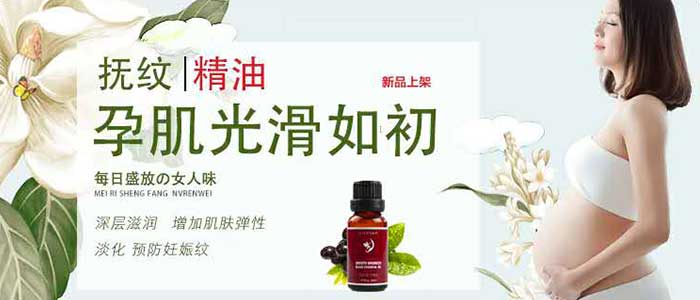 抚纹|精油
新品上架
孕肌光滑如初
每日盛放の女人味
MEI RI SHENG FANG NVRENWEI
深层滋润 增加肌肤弹性
淡化 预防妊娠纹